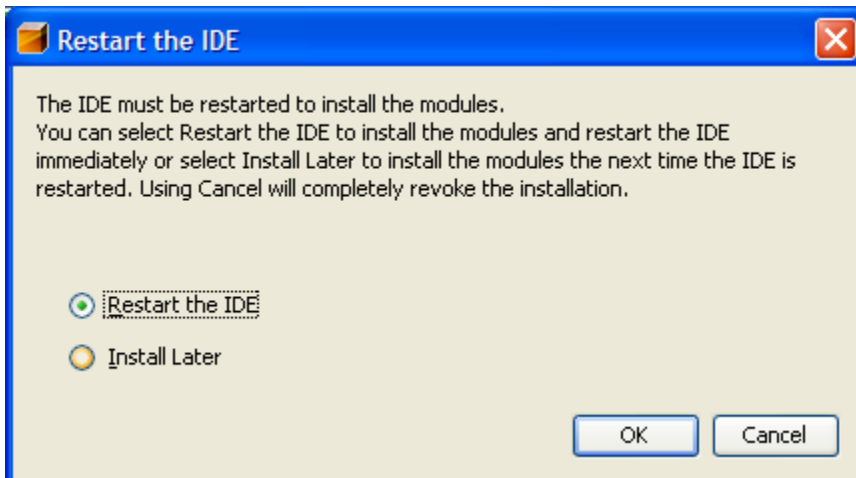 Restart the IDE
The IDE must be restarted to install the modules.
You can select Restart the IDE to install the modules and restart the IDE
immediately or select Install Later to install the modules the next time the IDE is
restarted. Using Cancel will completely revoke the installation.
Restart the IDE
Install Later
OK Cancel